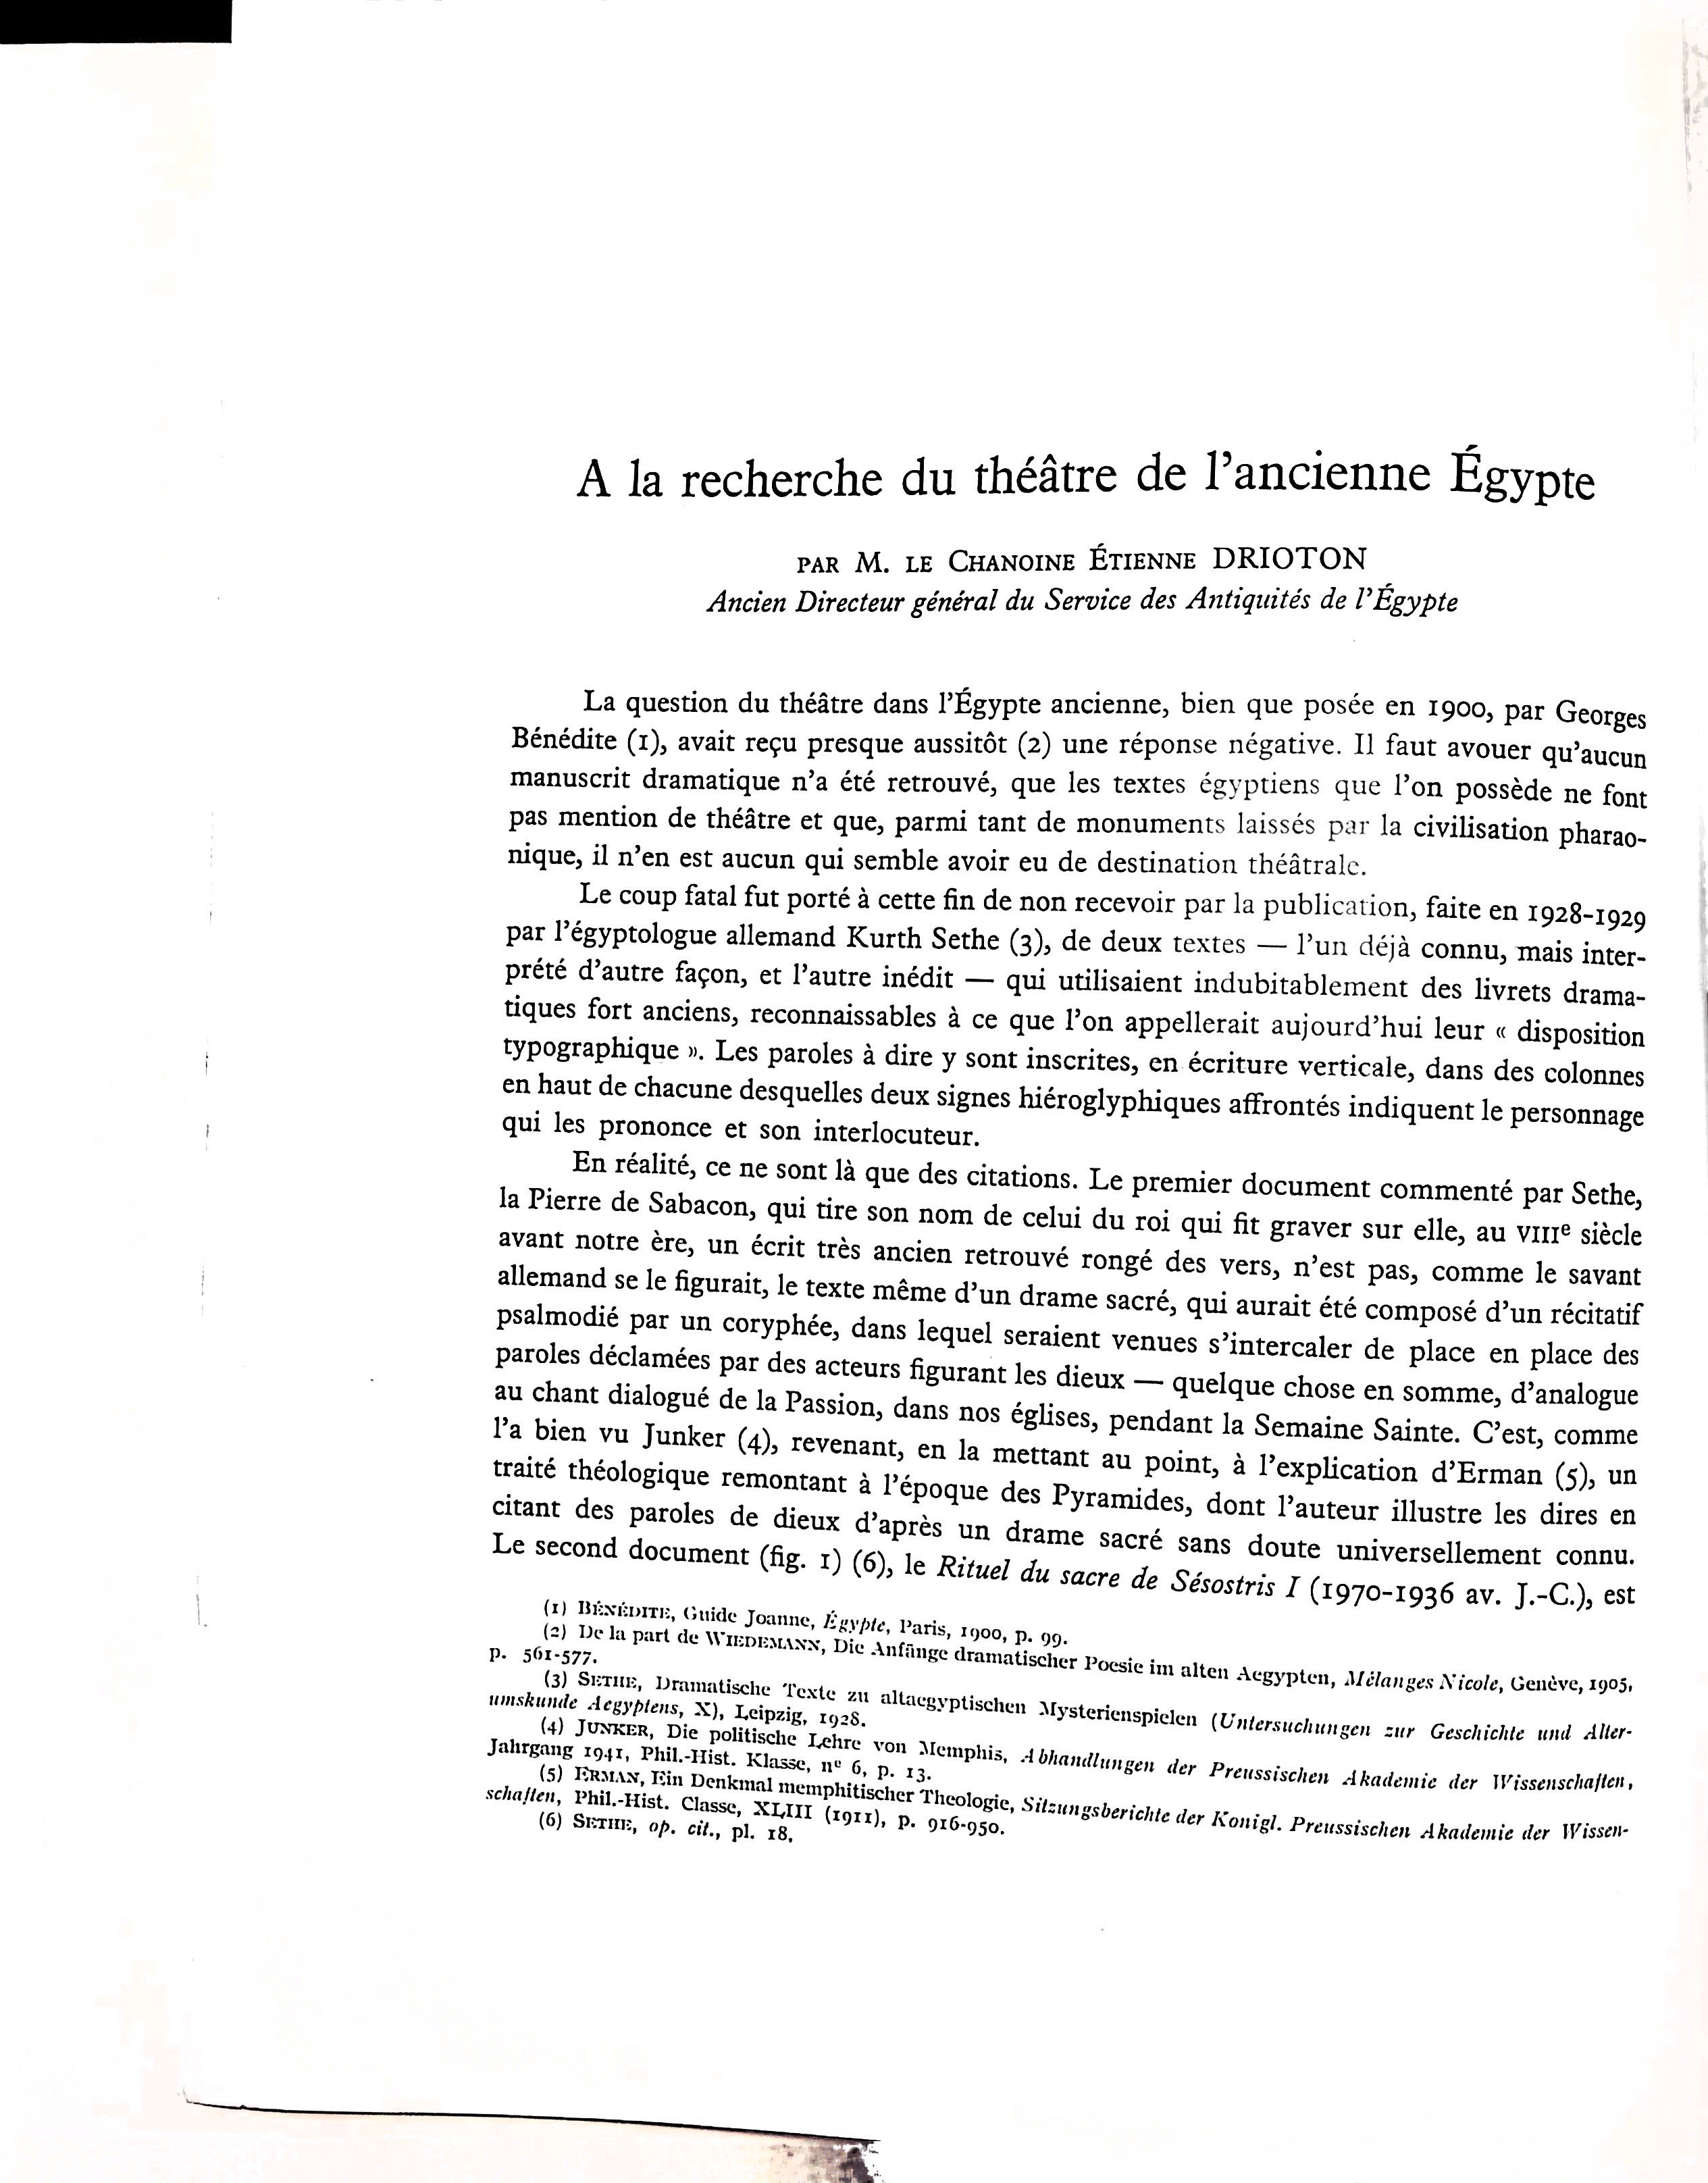 A la recherche du théâtre de l'ancienne Égypte
PAR M. LE CHANOINE ÉTIENNE DRIOTON
Ancien Directeur général du Service des Antiquités de l'Égypte
La question du théâtre dans l'Égypte ancienne, bien que posée en 1900, par Georges
Bénédite (1), avait reçu presque aussitôt (2) une réponse négative. Il faut avouer qu'aucun
manuscrit dramatique n'a été retrouvé, que les textes égyptiens que l'on possède ne font
pas mention de théâtre et que, parmi tant de monuments laissés par la civilisation pharao-
nique, il n'en est aucun qui semble avoir eu de destination théâtrale.
Le coup fatal fut porté à cette fin de non recevoir par la publication, faite en 1928-1929
par l'égyptologue allemand Kurth Sethe (3), de deux textes — l'un déjà connu, mais inter-
prété d'autre façon, et l'autre inédit — qui utilisaient indubitablement des livrets drama-
tiques fort anciens, reconnaissables à ce que l'on appellerait aujourd'hui leur « disposition
typographique ». Les paroles à dire y sont inscrites, en écriture verticale, dans des colonnes
en haut de chacune desquelles deux signes hiéroglyphiques affrontés indiquent le personnage
qui les prononce et son interlocuteur.
En réalité, ce ne sont là que des citations. Le premier document commenté par Sethe,
la Pierre de Sabacon, qui tire son nom de celui du roi qui fit graver sur elle, au VIIIe siècle
avant notre ère, un écrit très ancien retrouvé rongé des vers, n'est pas, comme le savant
allemand se le figurait, le texte même d'un drame sacré, qui aurait été composé d'un récitatif
psalmodié par un coryphée, dans lequel seraient venues s'intercaler de place en place des
paroles déclamées par des acteurs figurant les dieux — quelque chose en somme, d'analogue
au chant dialogué de la Passion, dans nos églises, pendant la Semaine Sainte. C'est, comme
l'a bien vu Junker (4), revenant, en la mettant au point, à l'explication d'Erman (5), un
traité théologique remontant à l'époque des Pyramides, dont l'auteur illustre les dires en
citant des paroles de dieux d'après un drame sacré sans doute universellement connu.
Le second document (fig. 1) (6), le Rituel du sacre de Sésostris I (1970-1936 av. J.-C.), est
(1) BÉNÉDITE, Guide Joanne, Égypte, Paris, 1900, p. 99.
(2) De la part de WIEDEMANN, Die Anfänge dramatischer Poesie im alten Aegypten, Mélanges Nicole, Genève, 1905,
p. 561-577.
(3) SETHE, Dramatische Texte zu altaegyptischen Mysterienspielen (Untersuchungen zur Geschichte und Alter-
umskunde Aegyptens, X), Leipzig, 1928.
(4) JUNKER, Die politische Lehre von Memphis, Abhandlungen der Preussischen Akademie der Wissenschaften,
Jahrgang 1941, Phil.-Hist. Klasse, nº 6, p. 13.
(5) ERMAN, Ein Denkmal memphitischer Theologie, Sitzungsberichte der Konigl. Preussischen Akademie der Wissen-
schaften, Phil.-Hist. Classe, XLIII (1911), p. 916-950.
(6) SETHE, op. cit., pl. 18.